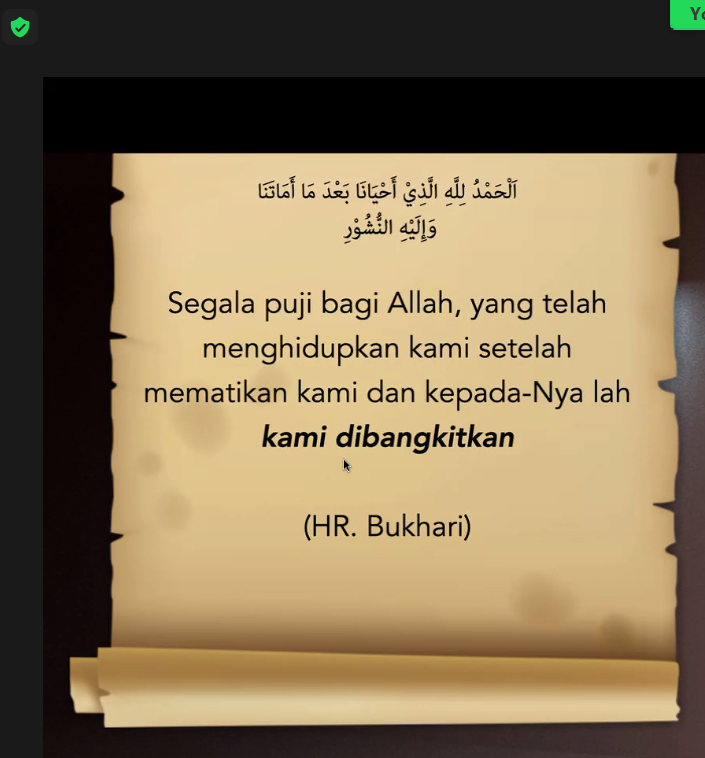 Yo
اَلْحَمْدُ لِلَّهِ الَّذِيْ أَحْيَانَا بَعْدَ مَا أَمَاتَنَا
وَإِلَيْهِ النُّشُوْرِ
Segala puji bagi Allah, yang telah
menghidupkan kami setelah
mematikan kami dan kepada-Nya lah
kami dibangkitkan
(HR. Bukhari)